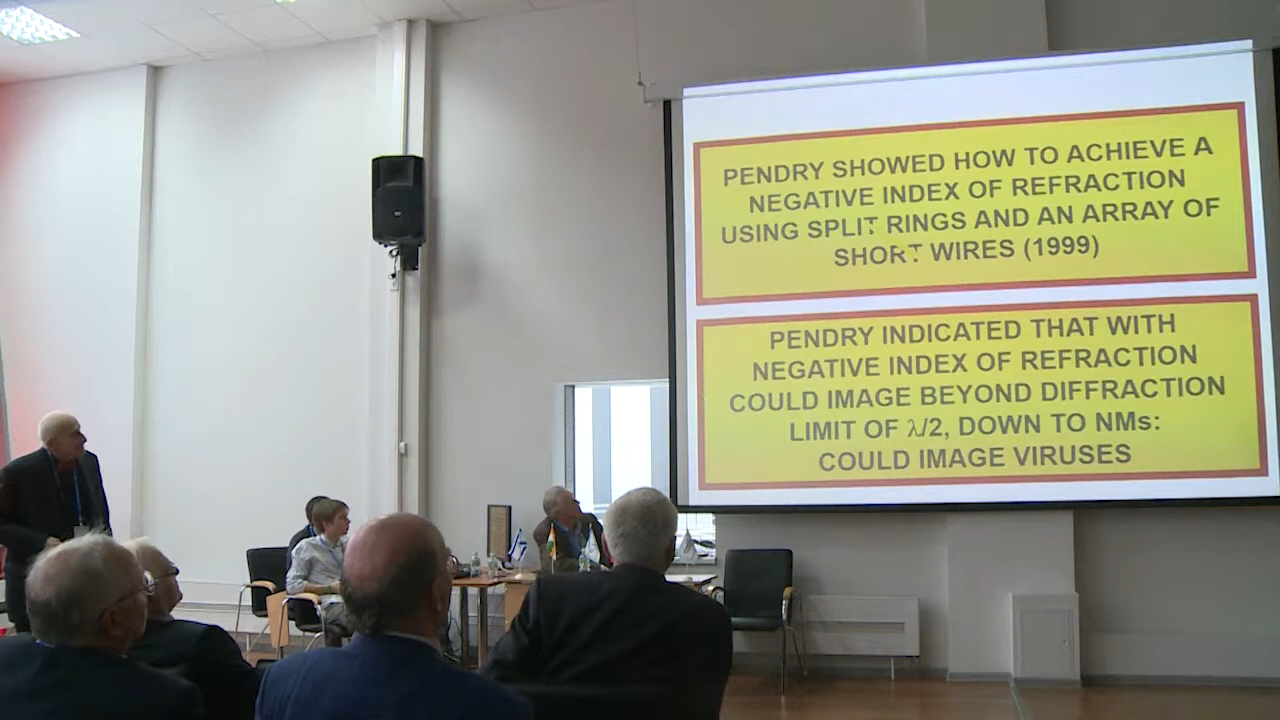 PENDRY SHOWED HOW TO ACHIEVE A
NEGATIVE INDEX OF REFRACTION
USING SPLIT RINGS AND AN ARRAY OF
SHORT WIRES (1999)
PENDRY INDICATED THAT WITH
NEGATIVE INDEX OF REFRACTION
COULD IMAGE BEYOND DIFFRACTION
LIMIT OF λ/2, DOWN TO NMs:
COULD IMAGE VIRUSES